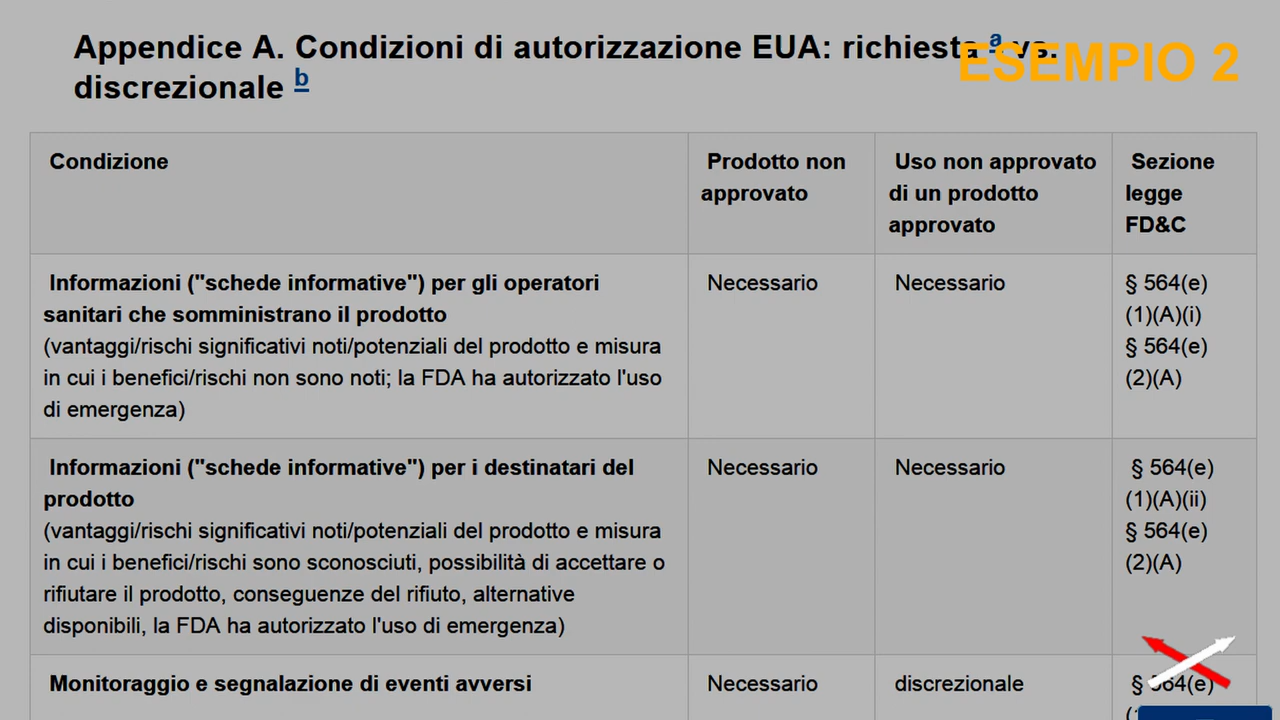 Appendice A. Condizioni di autorizzazione EUA: richiesta a vs.
discrezionale b
ESEMPIO 2
Condizione
Prodotto non
approvato
Uso non approvato
di un prodotto
approvato
Sezione
legge
FD&C
Informazioni ("schede informative") per gli operatori
sanitari che somministrano il prodotto
(vantaggi/rischi significativi noti/potenziali del prodotto e misura
in cui i benefici/rischi non sono noti; la FDA ha autorizzato l'uso
di emergenza)
Necessario
Necessario
§ 564(e)
(1)(A)(i)
§ 564(e)
(2)(A)
Informazioni ("schede informative") per i destinatari del
prodotto
(vantaggi/rischi significativi noti/potenziali del prodotto e misura
in cui i benefici/rischi sono sconosciuti, possibilità di accettare o
rifiutare il prodotto, conseguenze del rifiuto, alternative
disponibili, la FDA ha autorizzato l'uso di emergenza)
Necessario
Necessario
§ 564(e)
(1)(A)(ii)
§ 564(e)
(2)(A)
Monitoraggio e segnalazione di eventi avversi
Necessario
discrezionale
§ 564(e)